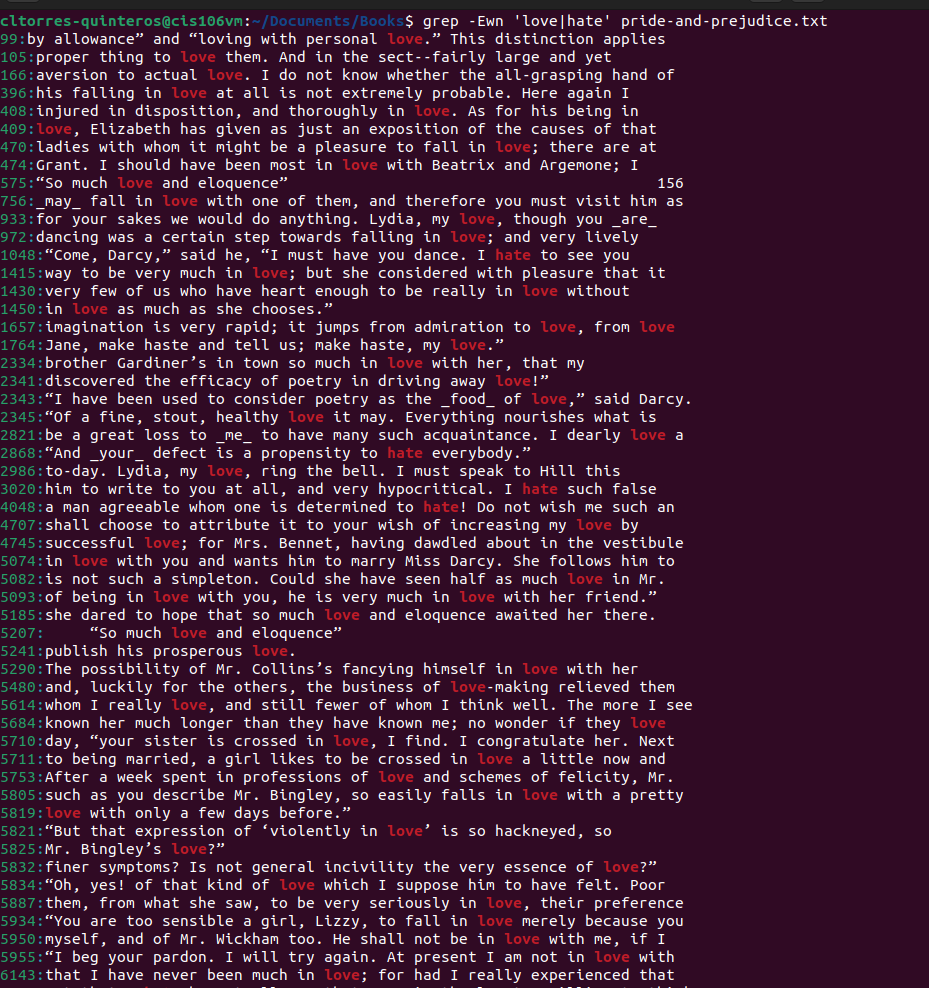 cltorres-quinteros@cis106vm:~/Documents/Books$ grep -Ewn 'love|hate' pride-and-prejudice.txt
99:by allowance” and “loving with personal love.” This distinction applies
105:proper thing to love them. And in the sect--fairly large and yet
166:aversion to actual love. I do not know whether the all-grasping hand of
396:his falling in love at all is not extremely probable. Here again I
408:injured in disposition, and thoroughly in love. As for his being in
409:love, Elizabeth has given as just an exposition of the causes of that
470:ladies with whom it might be a pleasure to fall in love; there are at
474:Grant. I should have been most in love with Beatrix and Argemone; I
575:“So much love and eloquence” 156
756:_may_ fall in love with one of them, and therefore you must visit him as
933:for your sakes we would do anything. Lydia, my love, though you _are_
972:dancing was a certain step towards falling in love; and very lively
1048:“Come, Darcy,” said he, “I must have you dance. I hate to see you
1415:way to be very much in love; but she considered with pleasure that it
1430:very few of us who have heart enough to be really in love without
1450:in love as much as she chooses.”
1657:imagination is very rapid; it jumps from admiration to love, from love
1764:Jane, make haste and tell us; make haste, my love.”
2334:brother Gardiner’s in town so much in love with her, that my
2341:discovered the efficacy of poetry in driving away love!”
2343:“I have been used to consider poetry as the _food_ of love,” said Darcy.
2345:“Of a fine, stout, healthy love it may. Everything nourishes what is
2821:be a great loss to _me_ to have many such acquaintance. I dearly love a
2868:“And _your_ defect is a propensity to hate everybody.”
2986:to-day. Lydia, my love, ring the bell. I must speak to Hill this
3020:him to write to you at all, and very hypocritical. I hate such false
4048:a man agreeable whom one is determined to hate! Do not wish me such an
4707:shall choose to attribute it to your wish of increasing my love by
4745:successful love; for Mrs. Bennet, having dawdled about in the vestibule
5074:in love with you and wants him to marry Miss Darcy. She follows him to
5082:is not such a simpleton. Could she have seen half as much love in Mr.
5093:of being in love with you, he is very much in love with her friend.”
5185:she dared to hope that so much love and eloquence awaited her there.
5207:     “So much love and eloquence”
5241:publish his prosperous love.
5290:The possibility of Mr. Collins’s fancying himself in love with her
5480:and, luckily for the others, the business of love-making relieved them
5614:whom I really love, and still fewer of whom I think well. The more I see
5684:known her much longer than they have known me; no wonder if they love
5710:day, “your sister is crossed in love, I find. I congratulate her. Next
5711:to being married, a girl likes to be crossed in love a little now and
5753:After a week spent in professions of love and schemes of felicity, Mr.
5805:such as you describe Mr. Bingley, so easily falls in love with a pretty
5819:love with only a few days before.”
5821:“But that expression of ‘violently in love’ is so hackneyed, so
5825:Mr. Bingley’s love?”
5832:finer symptoms? Is not general incivility the very essence of love?”
5834:“Oh, yes! of that kind of love which I suppose him to have felt. Poor
5887:them, from what she saw, to be very seriously in love, their preference
5934:“You are too sensible a girl, Lizzy, to fall in love merely because you
5950:myself, and of Mr. Wickham too. He shall not be in love with me, if I
5955:“I beg your pardon. I will try again. At present I am not in love with
6143:that I have never been much in love; for had I really experienced that